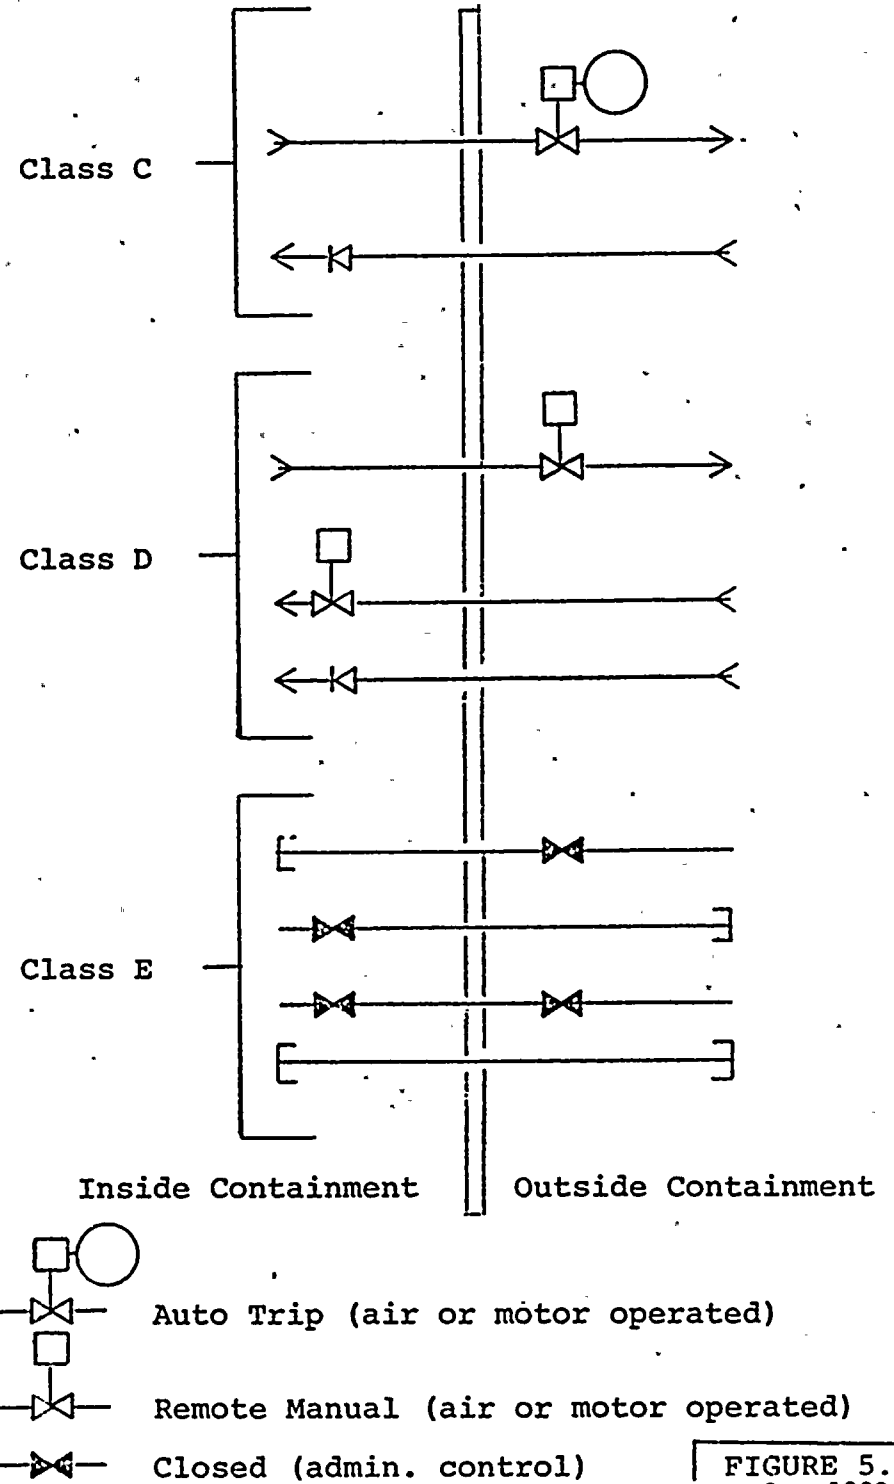 Class C
Class D
Class E
Inside Containment
Outside Containment
Auto Trip (air or motor operated)
Remote Manual (air or motor operated)
Closed (admin. control)
FIGURE 5.